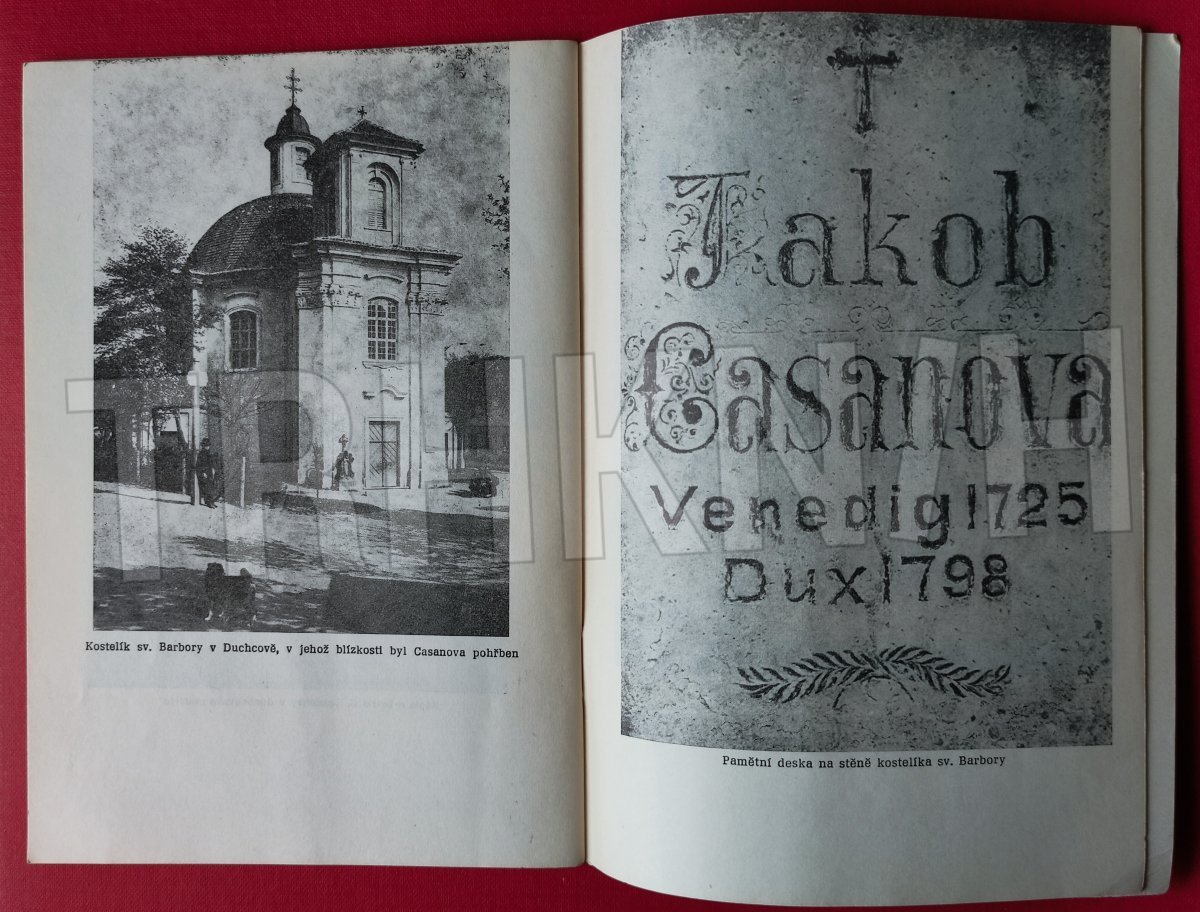 Kostelík sv. Barbory v Duchcově, v jehož blízkosti byl Casanova pohřben
Jakob
Casanova
Venedig 1725
Dux 1798
Pamětní deska na stěně kostelíka sv. Barbory
TRHKNIH